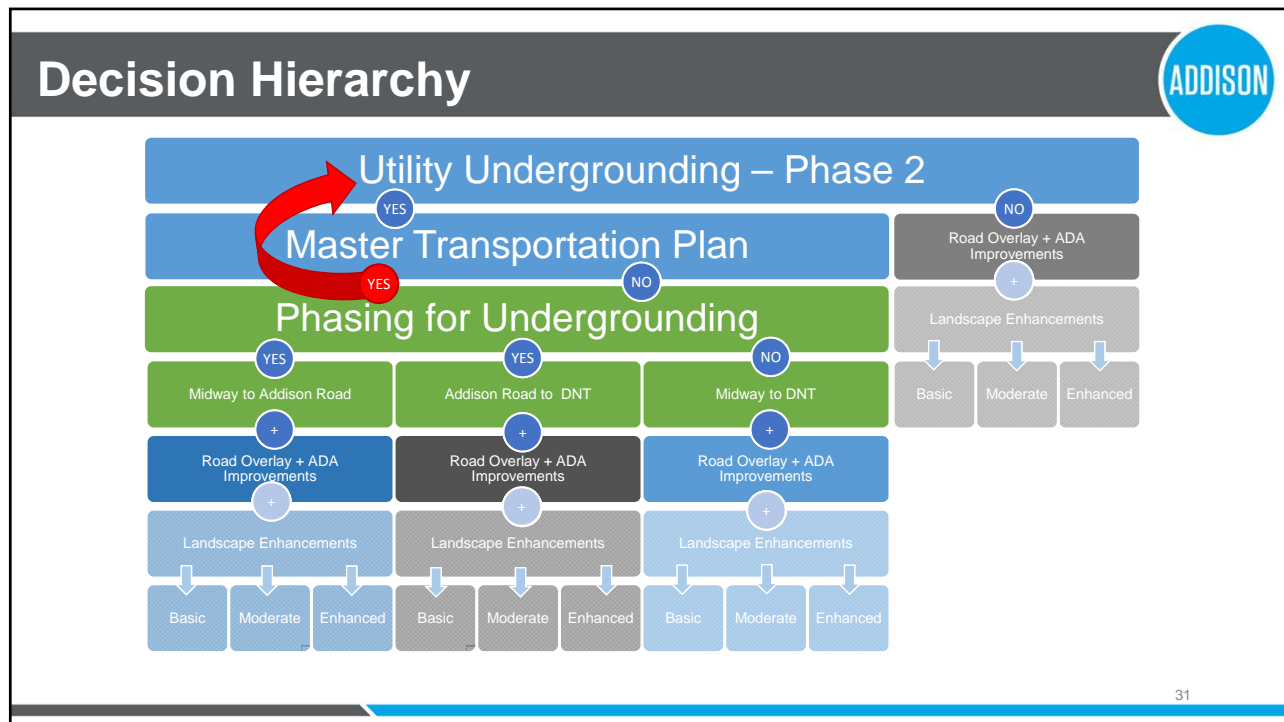 Decision Hierarchy
ADDISON
Utility Undergrounding – Phase 2
YES
NO
Master Transportation Plan
Road Overlay + ADA
Improvements
YES
NO
+
Phasing for Undergrounding
Landscape Enhancements
YES
YES
NO
Midway to Addison Road
Addison Road to DNT
Midway to DNT
Basic
Moderate
Enhanced
+
+
+
Road Overlay + ADA
Improvements
Road Overlay + ADA
Improvements
Road Overlay + ADA
Improvements
+
+
+
Landscape Enhancements
Landscape Enhancements
Landscape Enhancements
Basic
Moderate
Enhanced
Basic
Moderate
Enhanced
Basic
Moderate
Enhanced
31